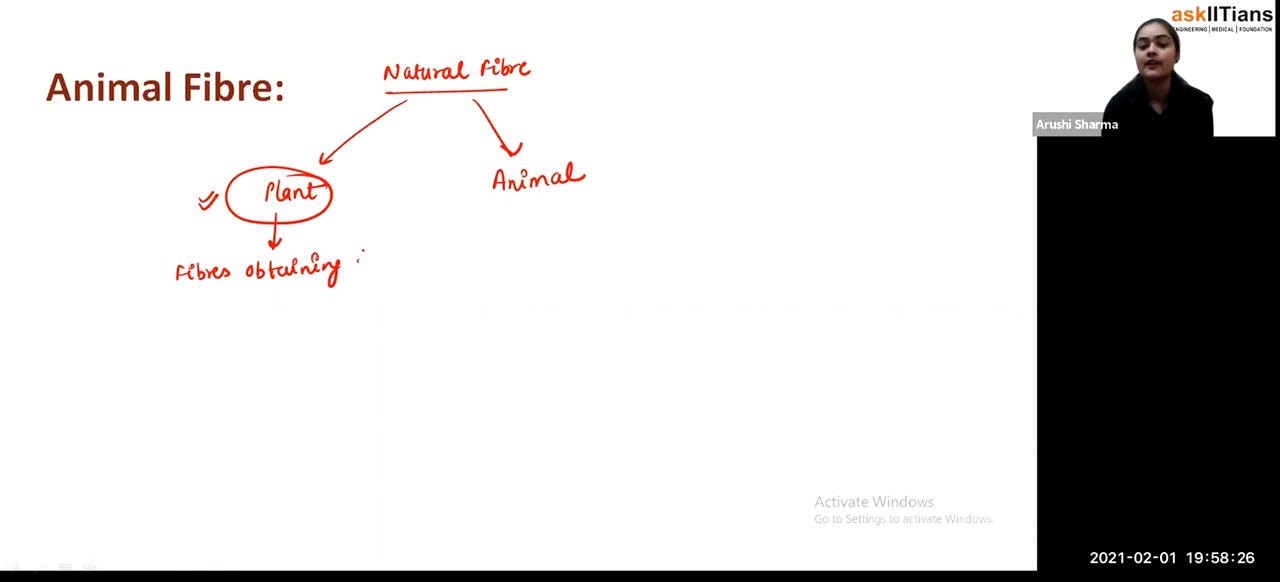 askIITians
ENGINEERING | MEDICAL | FOUNDATION
Animal Fibre:
Natural Fibre
Arushi Sharma
Plant
Animal
Fibres obtaining
Activate Windows
Go to Settings to activate Windows.
2021-02-01 19:58:26